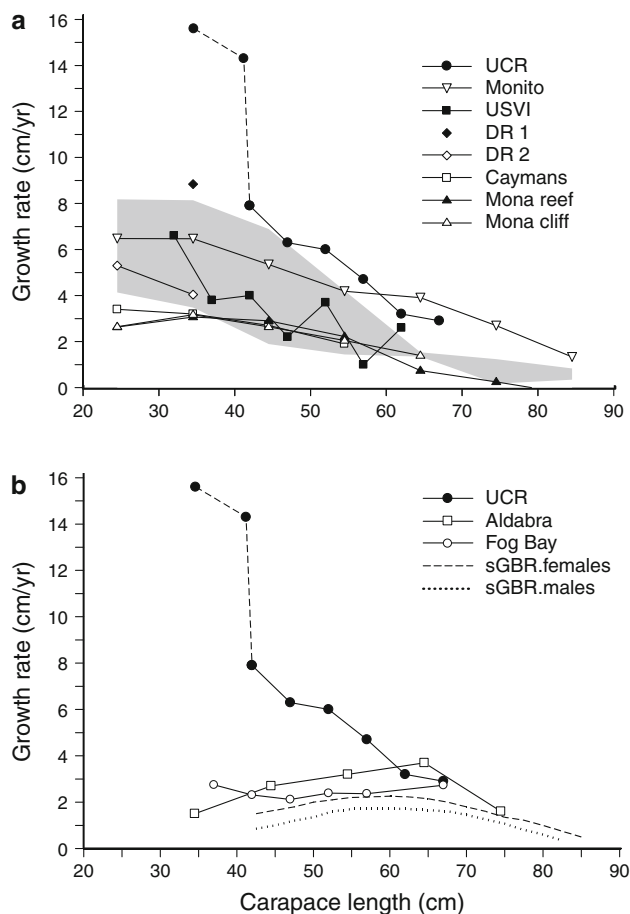 a
16
14
12
10
8
6
4
2
0
Growth rate (cm/yr)
UCR
Monito
USVI
DR 1
DR 2
Caymans
Mona reef
Mona cliff
20 30 40 50 60 70 80 90
b
16
14
12
10
8
6
4
2
0
Growth rate (cm/yr)
UCR
Aldabra
Fog Bay
sGBR.females
sGBR.males
20 30 40 50 60 70 80 90
Carapace length (cm)